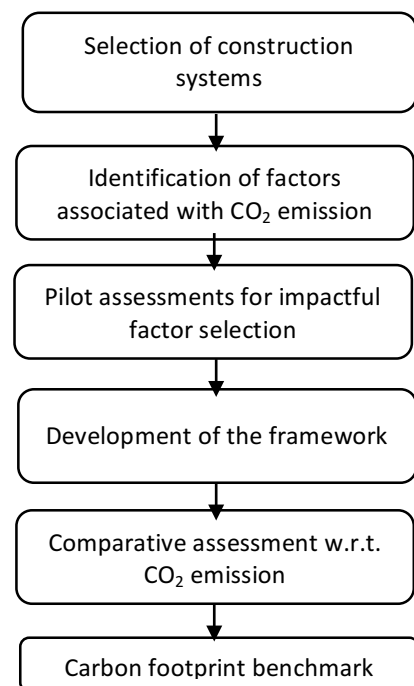 Selection of construction
systems
Identification of factors
associated with CO₂ emission
Pilot assessments for impactful
factor selection
Development of the framework
Comparative assessment w.r.t.
CO₂ emission
Carbon footprint benchmark